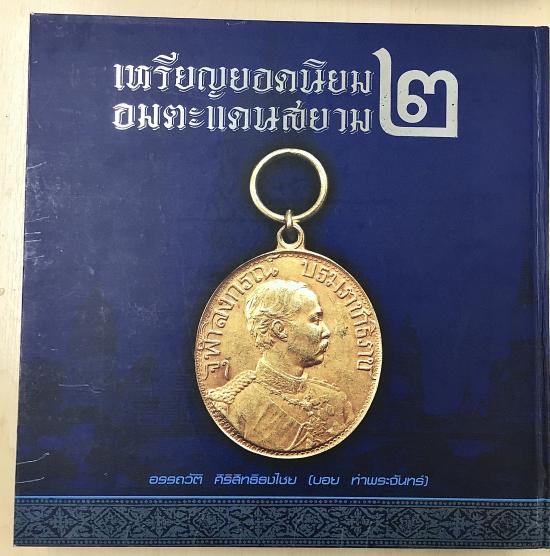 เหรียญยอดนิยม ๒
อมตะแดนสยาม
จุฬาลงกรณ์ บรมราชาธิราช
อรรถวัติ ศิริสิทธิธงไชย (บอย ท่าพระจันทร์)